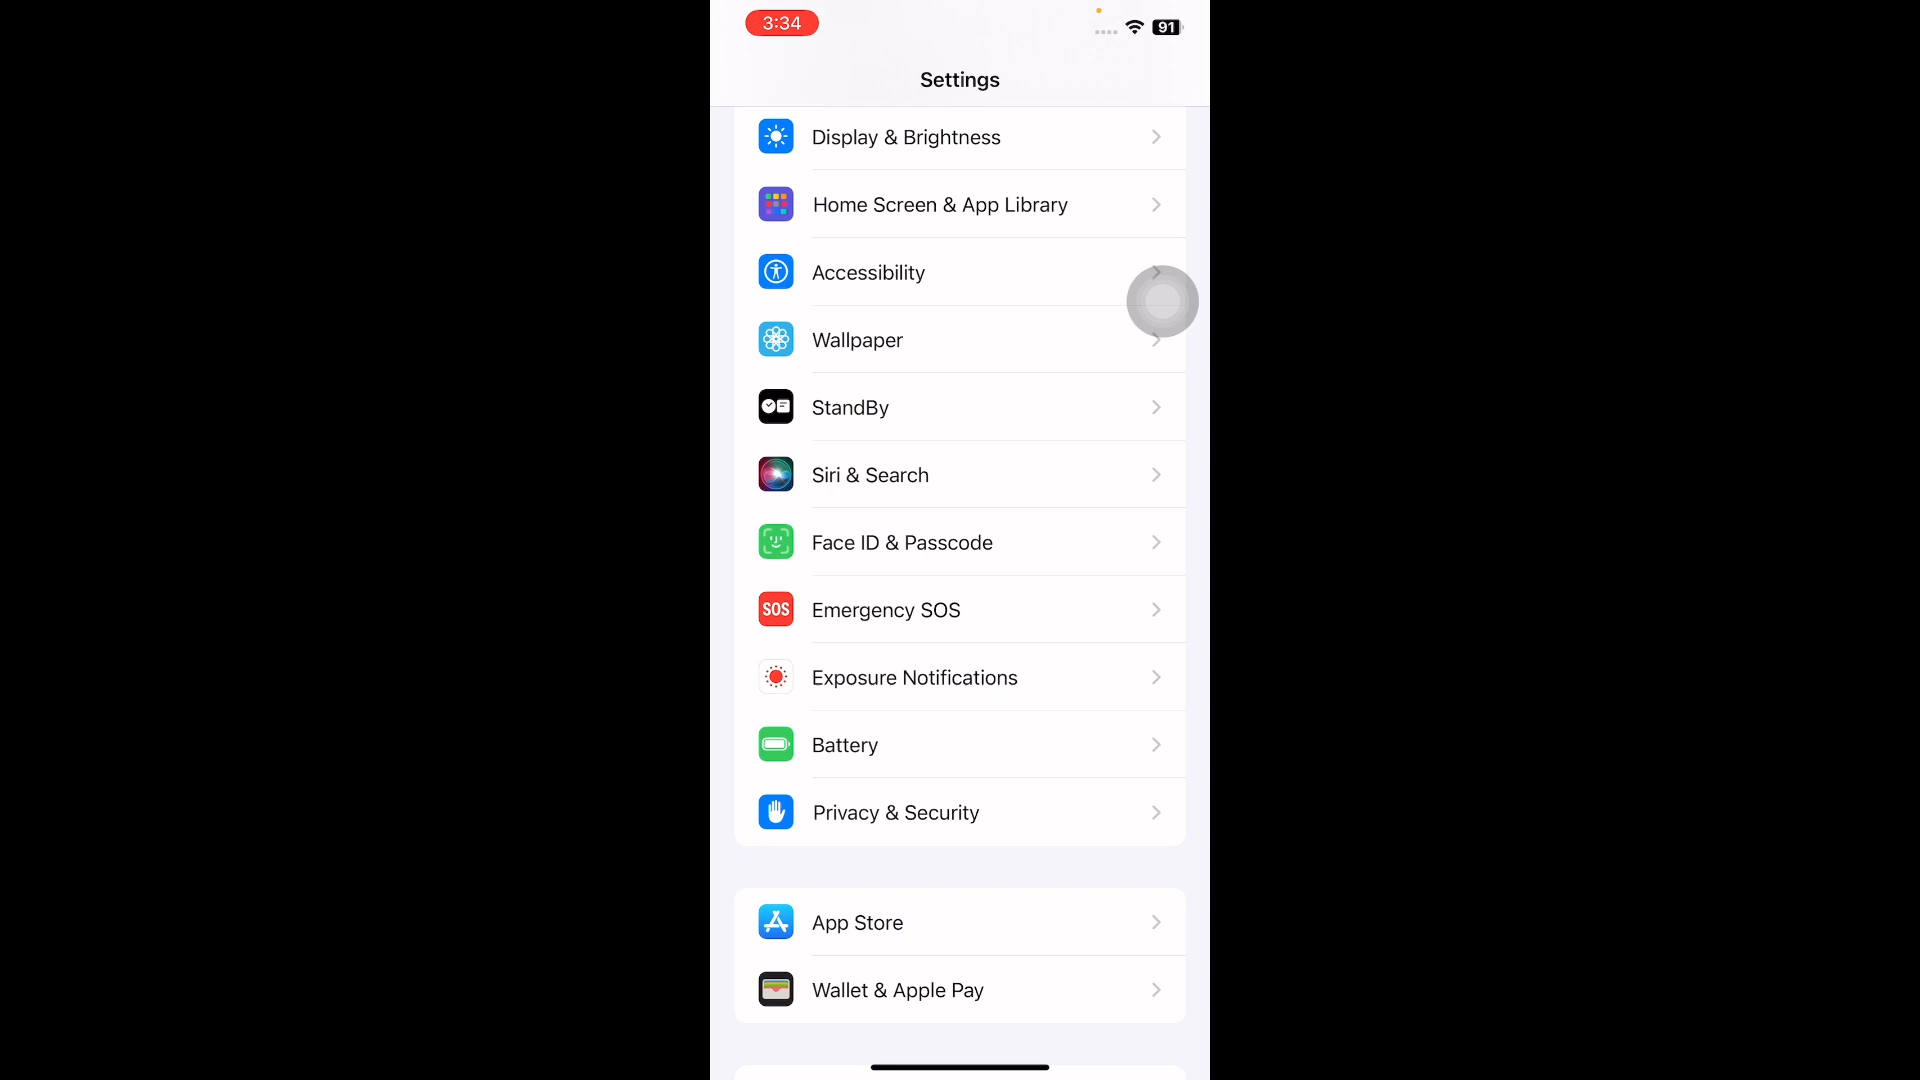 3:34
91
Settings
Display & Brightness
Home Screen & App Library
Accessibility
Wallpaper
StandBy
Siri & Search
Face ID & Passcode
SOS
Emergency SOS
Exposure Notifications
Battery
Privacy & Security
App Store
Wallet & Apple Pay